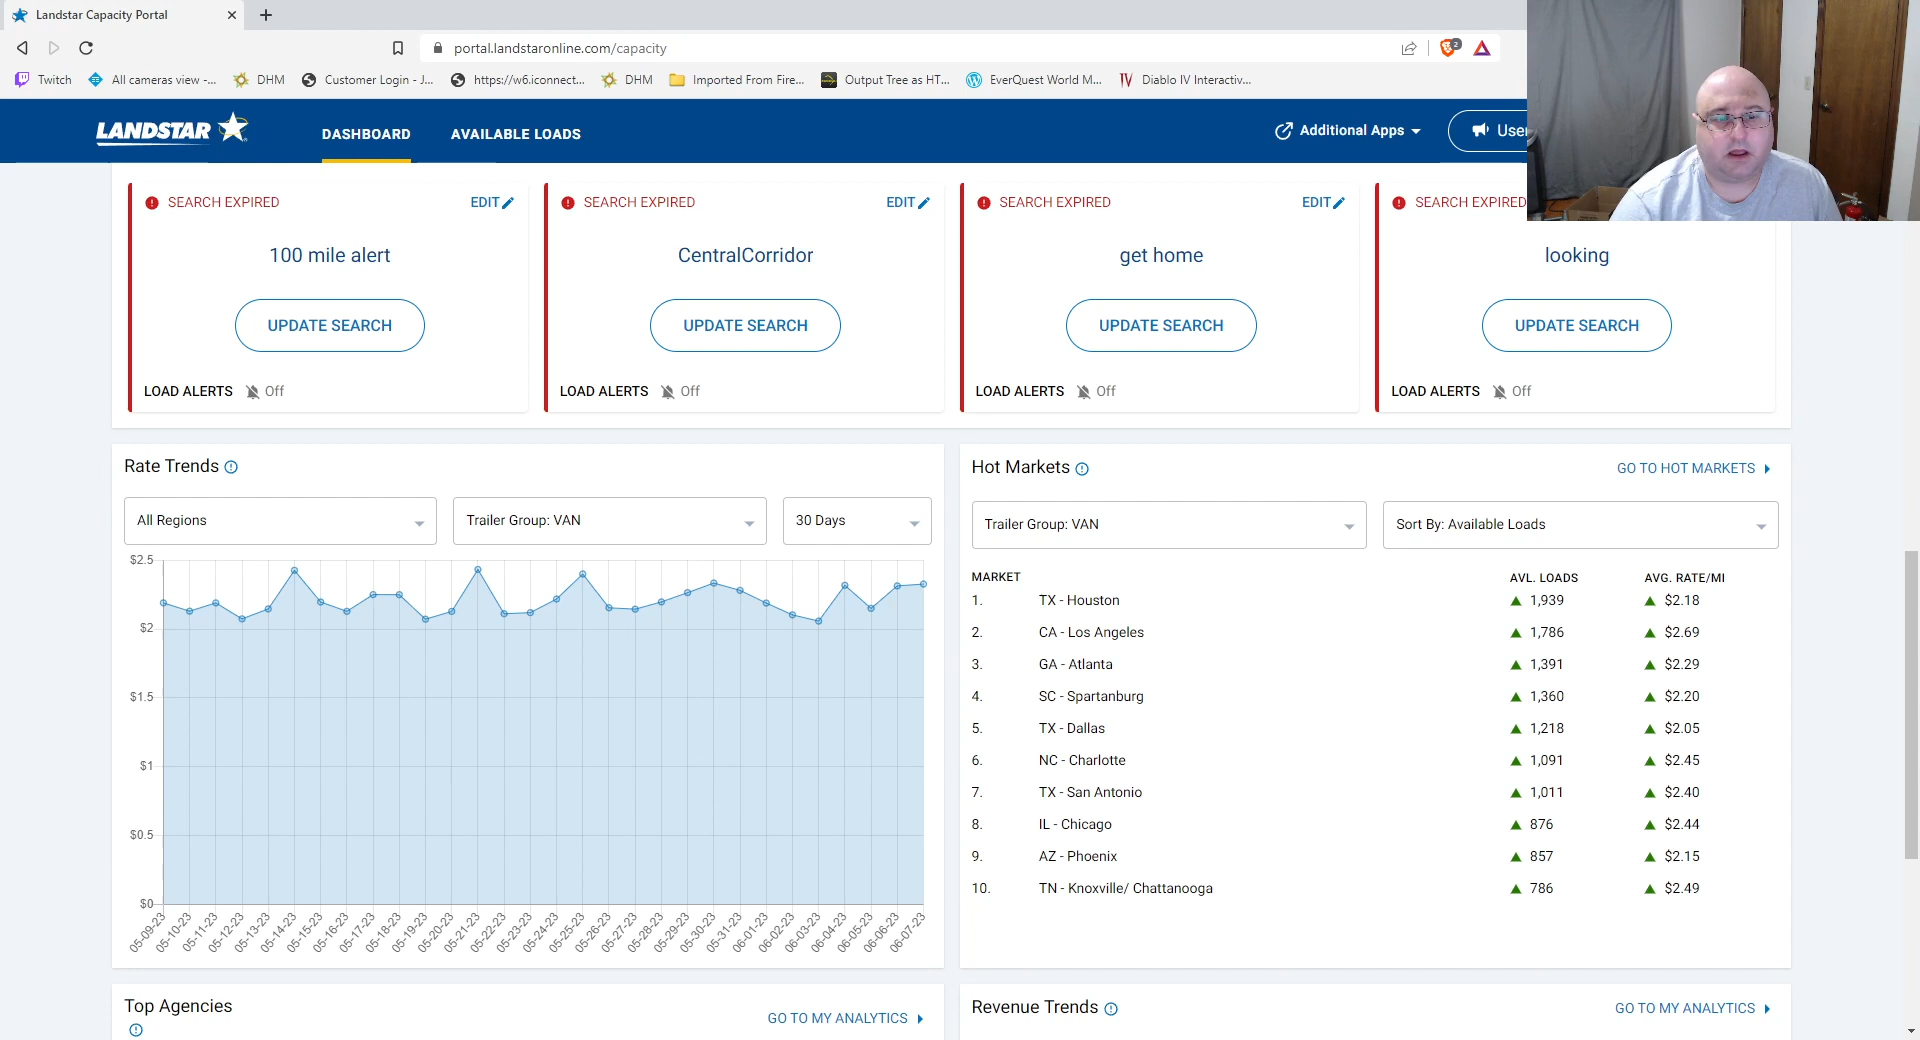 Landstar Capacity Portal
portal.landstaronline.com/capacity
2
Twitch
All cameras view -...
DHM
Customer Login - J...
https://w6.iconnect...
DHM
Imported From Fire...
Output Tree as HT...
EverQuest World M...
Diablo IV Interactiv...
LANDSTAR
DASHBOARD
AVAILABLE LOADS
Additional Apps
User
SEARCH EXPIRED
EDIT
100 mile alert
UPDATE SEARCH
LOAD ALERTS Off
SEARCH EXPIRED
EDIT
CentralCorridor
UPDATE SEARCH
LOAD ALERTS Off
SEARCH EXPIRED
EDIT
get home
UPDATE SEARCH
LOAD ALERTS Off
SEARCH EXPIRED
looking
UPDATE SEARCH
LOAD ALERTS Off
Rate Trends
All Regions
Trailer Group: VAN
30 Days
$2.5
$2
$1.5
$1
$0.5
$0
05-09-23
05-10-23
05-11-23
05-12-23
05-13-23
05-14-23
05-15-23
05-16-23
05-17-23
05-18-23
05-19-23
05-20-23
05-21-23
05-22-23
05-23-23
05-24-23
05-25-23
05-26-23
05-27-23
05-28-23
05-29-23
05-30-23
05-31-23
06-01-23
06-02-23
06-03-23
06-04-23
06-05-23
06-06-23
06-07-23
Hot Markets
GO TO HOT MARKETS
Trailer Group: VAN
Sort By: Available Loads
MARKET AVL. LOADS AVG. RATE/MI
1. TX - Houston 1,939 $2.18
2. CA - Los Angeles 1,786 $2.69
3. GA - Atlanta 1,391 $2.29
4. SC - Spartanburg 1,360 $2.20
5. TX - Dallas 1,218 $2.05
6. NC - Charlotte 1,091 $2.45
7. TX - San Antonio 1,011 $2.40
8. IL - Chicago 876 $2.44
9. AZ - Phoenix 857 $2.15
10. TN - Knoxville/ Chattanooga 786 $2.49
Top Agencies
GO TO MY ANALYTICS
Revenue Trends
GO TO MY ANALYTICS